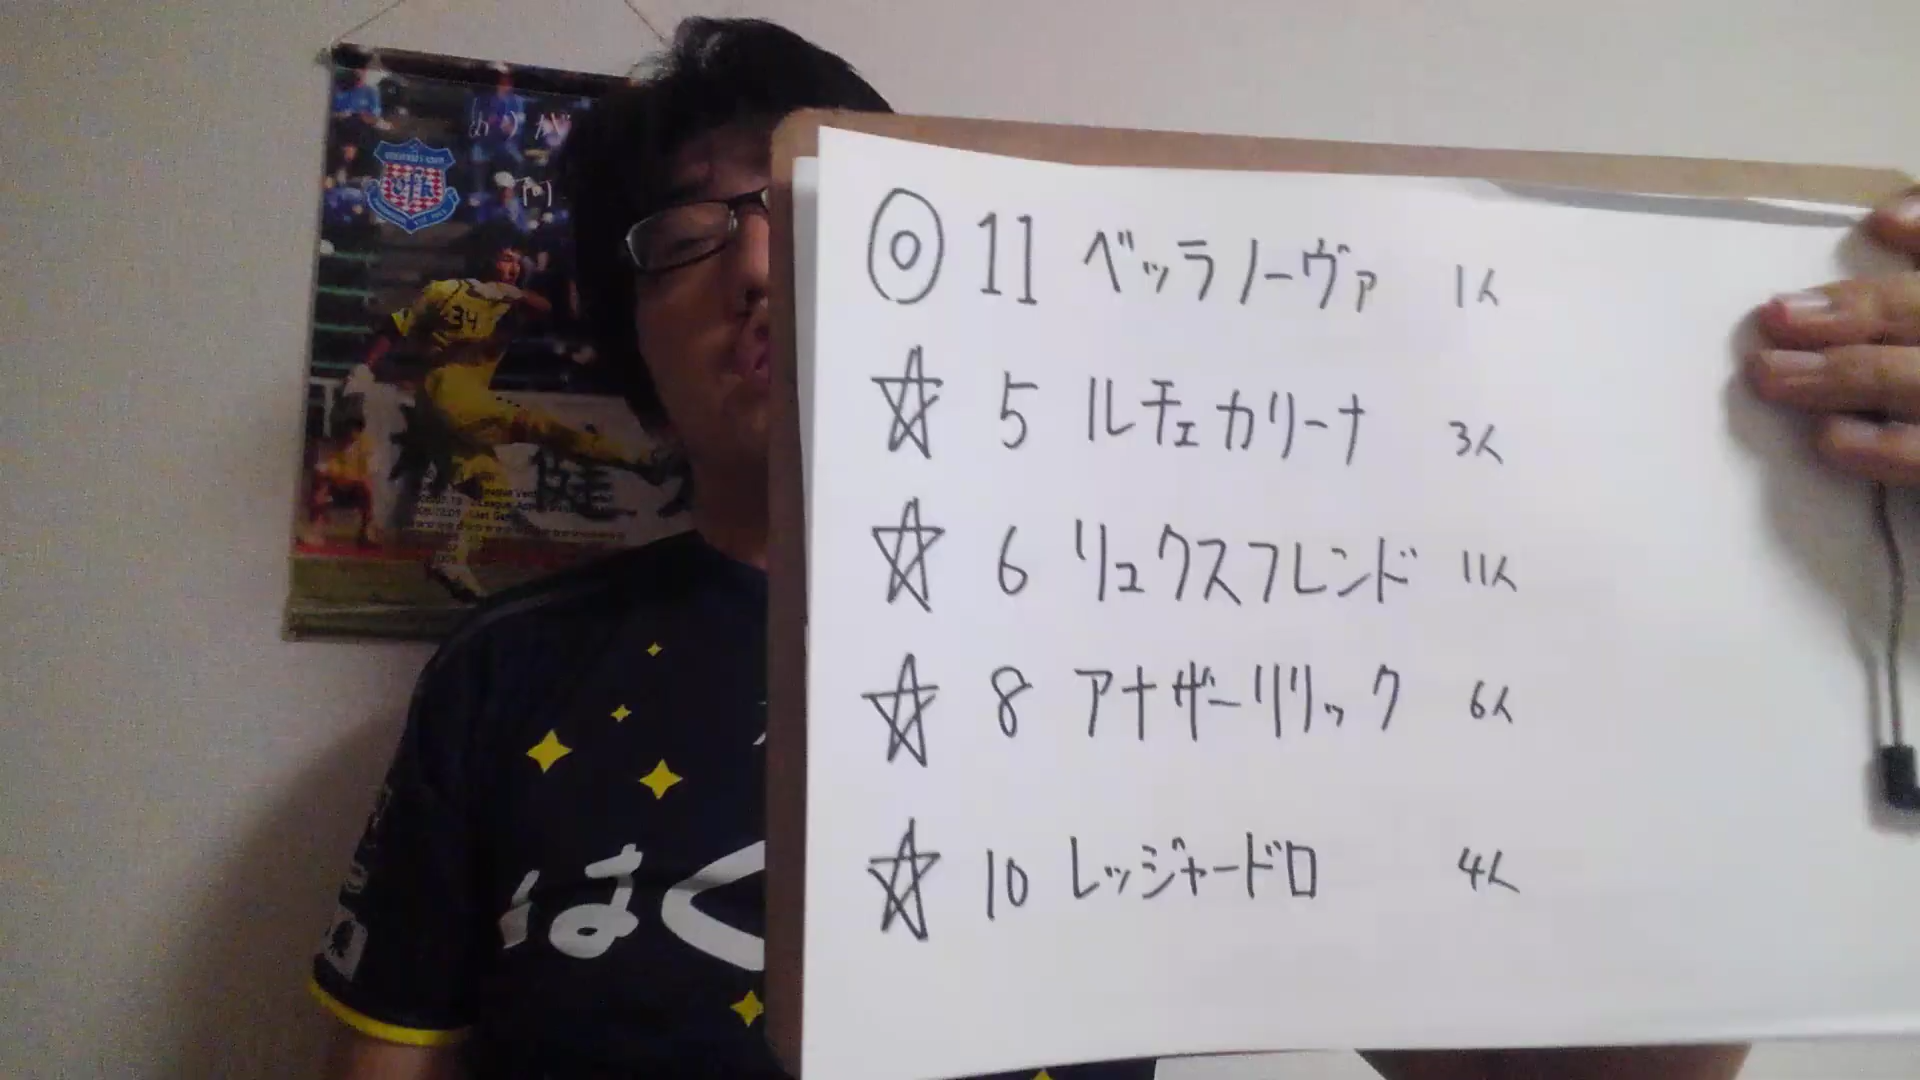 ◎ 11 ベッラノーヴァ 1人
☆ 5 ルチェカリーナ 3人
☆ 6 リュクスフレンド 11人
☆ 8 アナザーリリック 6人
☆ 10 レッジャードロ 4人
34
はく